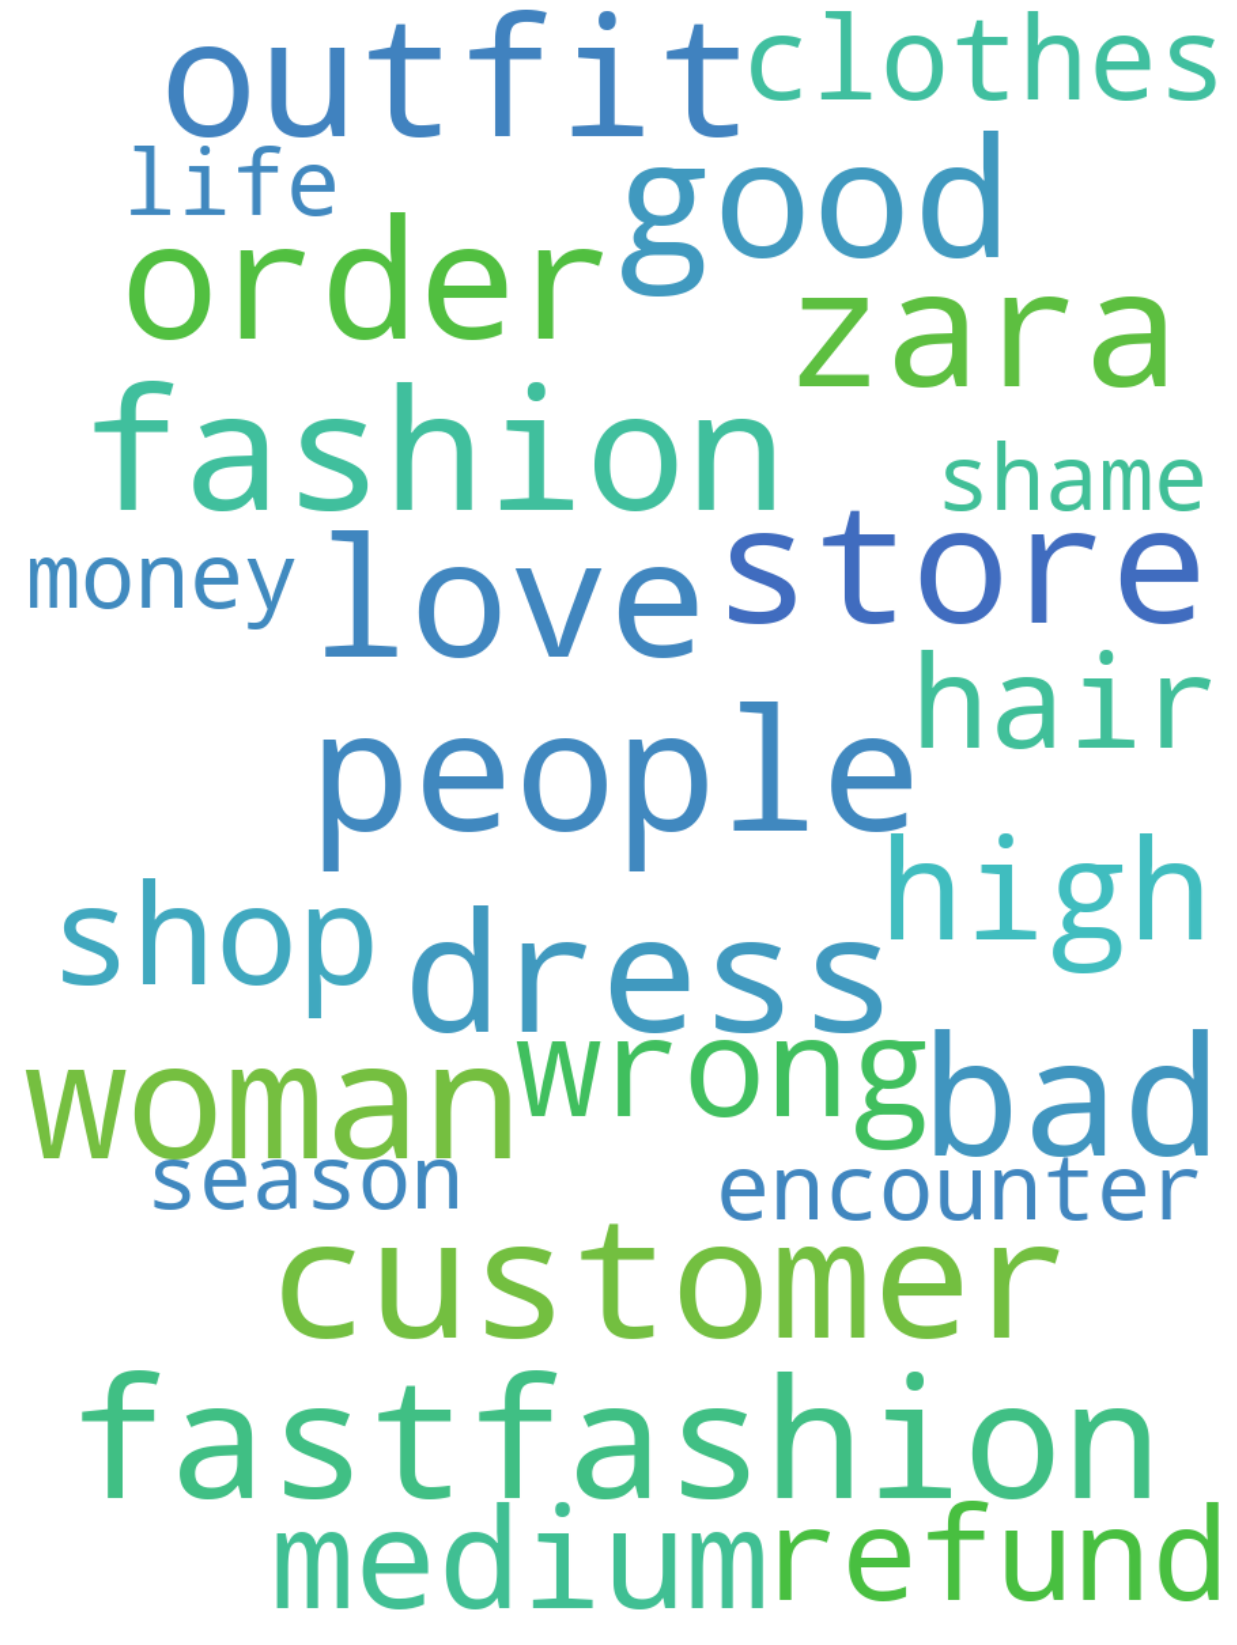 outfit clothes
life good
order zara
fashion shame
money love store
hair
people
high
shop dress
woman wrong bad
season encounter
customer
fastfashion
medium refund